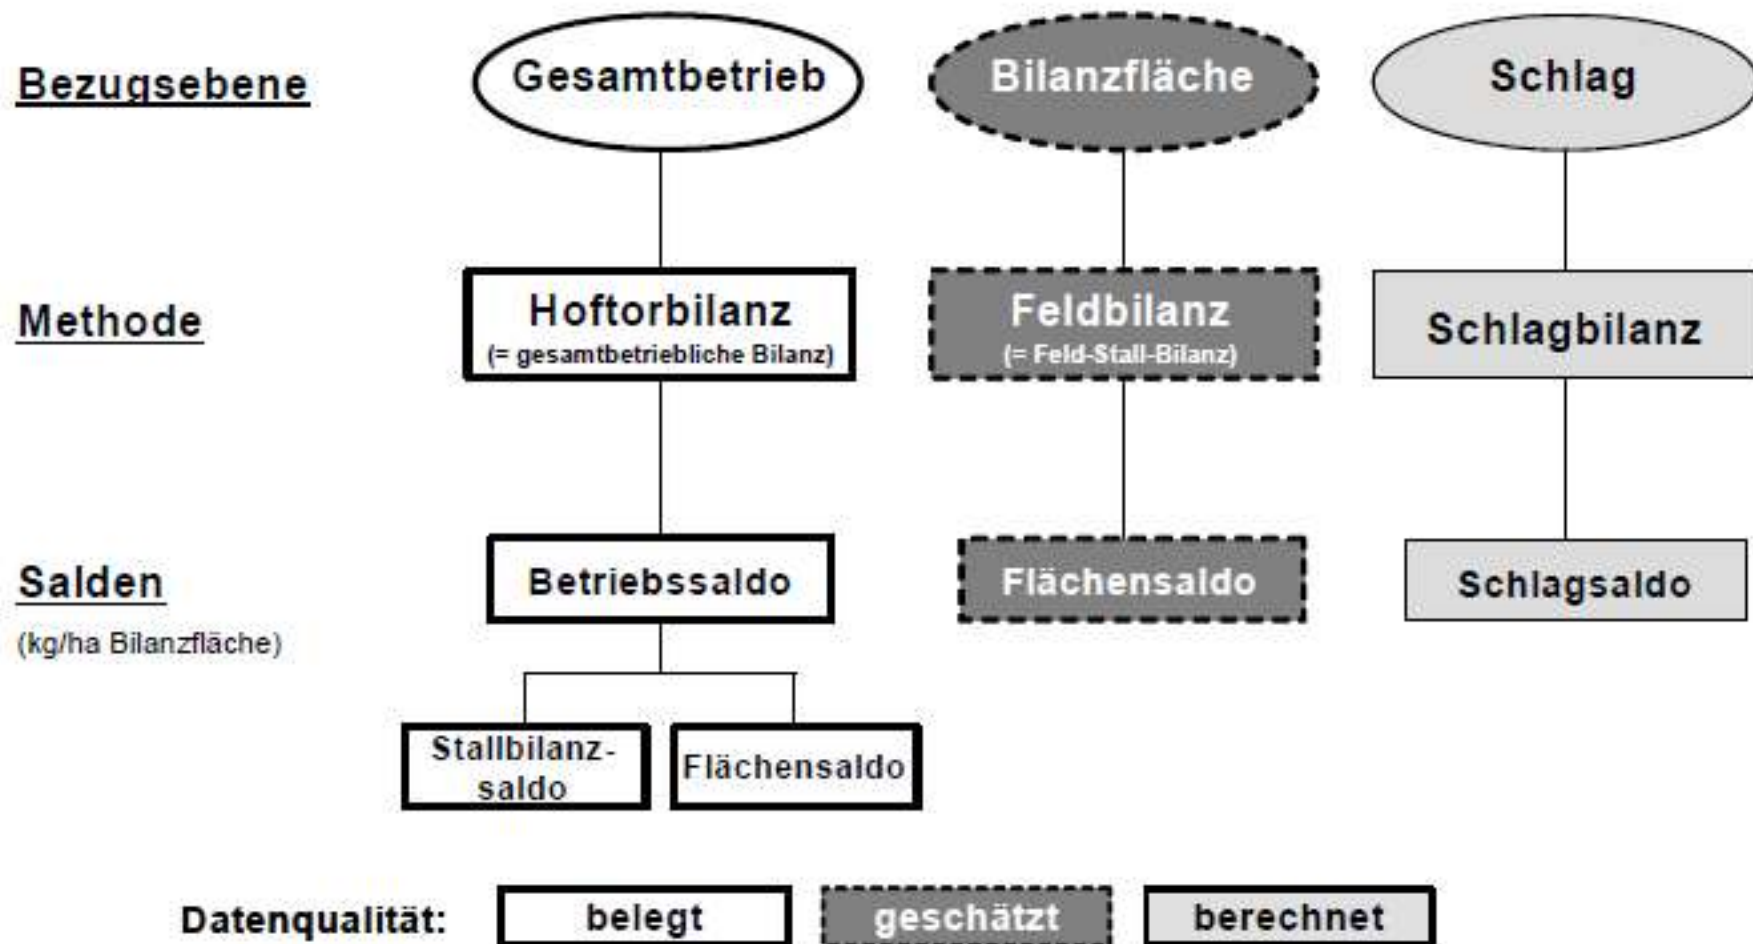 Bezugsebene
Gesamtbetrieb
Bilanzfläche
Schlag
Methode
Hoftorbilanz
(= gesamtbetriebliche Bilanz)
Feldbilanz
(= Feld-Stall-Bilanz)
Schlagbilanz
Salden
(kg/ha Bilanzfläche)
Betriebssaldo
Flächensaldo
Schlagsaldo
Stallbilanz-
saldo
Flächensaldo
Datenqualität:
belegt
geschätzt
berechnet